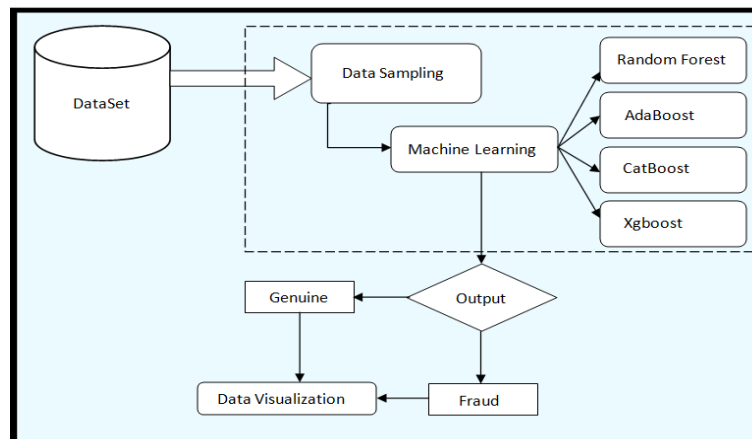 DataSet
Data Sampling
Machine Learning
Random Forest
AdaBoost
CatBoost
Xgboost
Output
Genuine
Fraud
Data Visualization